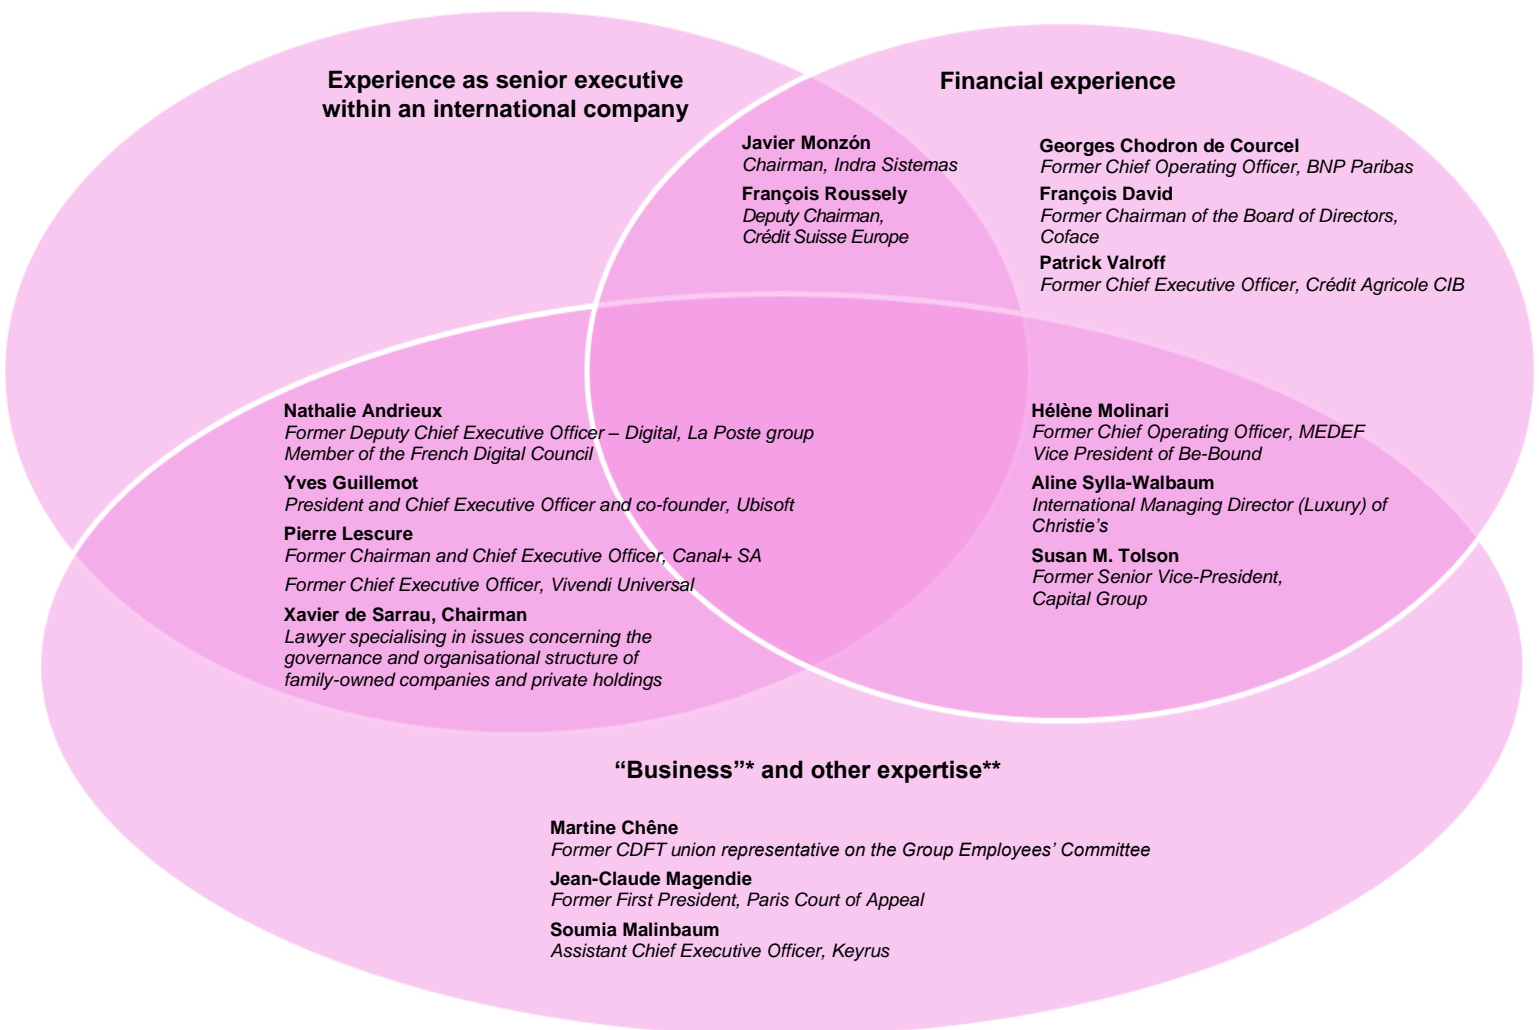 Experience as senior executive
within an international company
Financial experience
Javier Monzón
Chairman, Indra Sistemas
François Roussely
Deputy Chairman,
Crédit Suisse Europe
Georges Chodron de Courcel
Former Chief Operating Officer, BNP Paribas
François David
Former Chairman of the Board of Directors,
Coface
Patrick Valroff
Former Chief Executive Officer, Crédit Agricole CIB
Nathalie Andrieux
Former Deputy Chief Executive Officer – Digital, La Poste group
Member of the French Digital Council
Yves Guillemot
President and Chief Executive Officer and co-founder, Ubisoft
Pierre Lescure
Former Chairman and Chief Executive Officer, Canal+ SA
Former Chief Executive Officer, Vivendi Universal
Xavier de Sarrau, Chairman
Lawyer specialising in issues concerning the
governance and organisational structure of
family-owned companies and private holdings
Hélène Molinari
Former Chief Operating Officer, MEDEF
Vice President of Be-Bound
Aline Sylla-Walbaum
International Managing Director (Luxury) of
Christie’s
Susan M. Tolson
Former Senior Vice-President,
Capital Group
“Business”* and other expertise**
Martine Chêne
Former CDFT union representative on the Group Employees’ Committee
Jean-Claude Magendie
Former First President, Paris Court of Appeal
Soumia Malinbaum
Assistant Chief Executive Officer, Keyrus